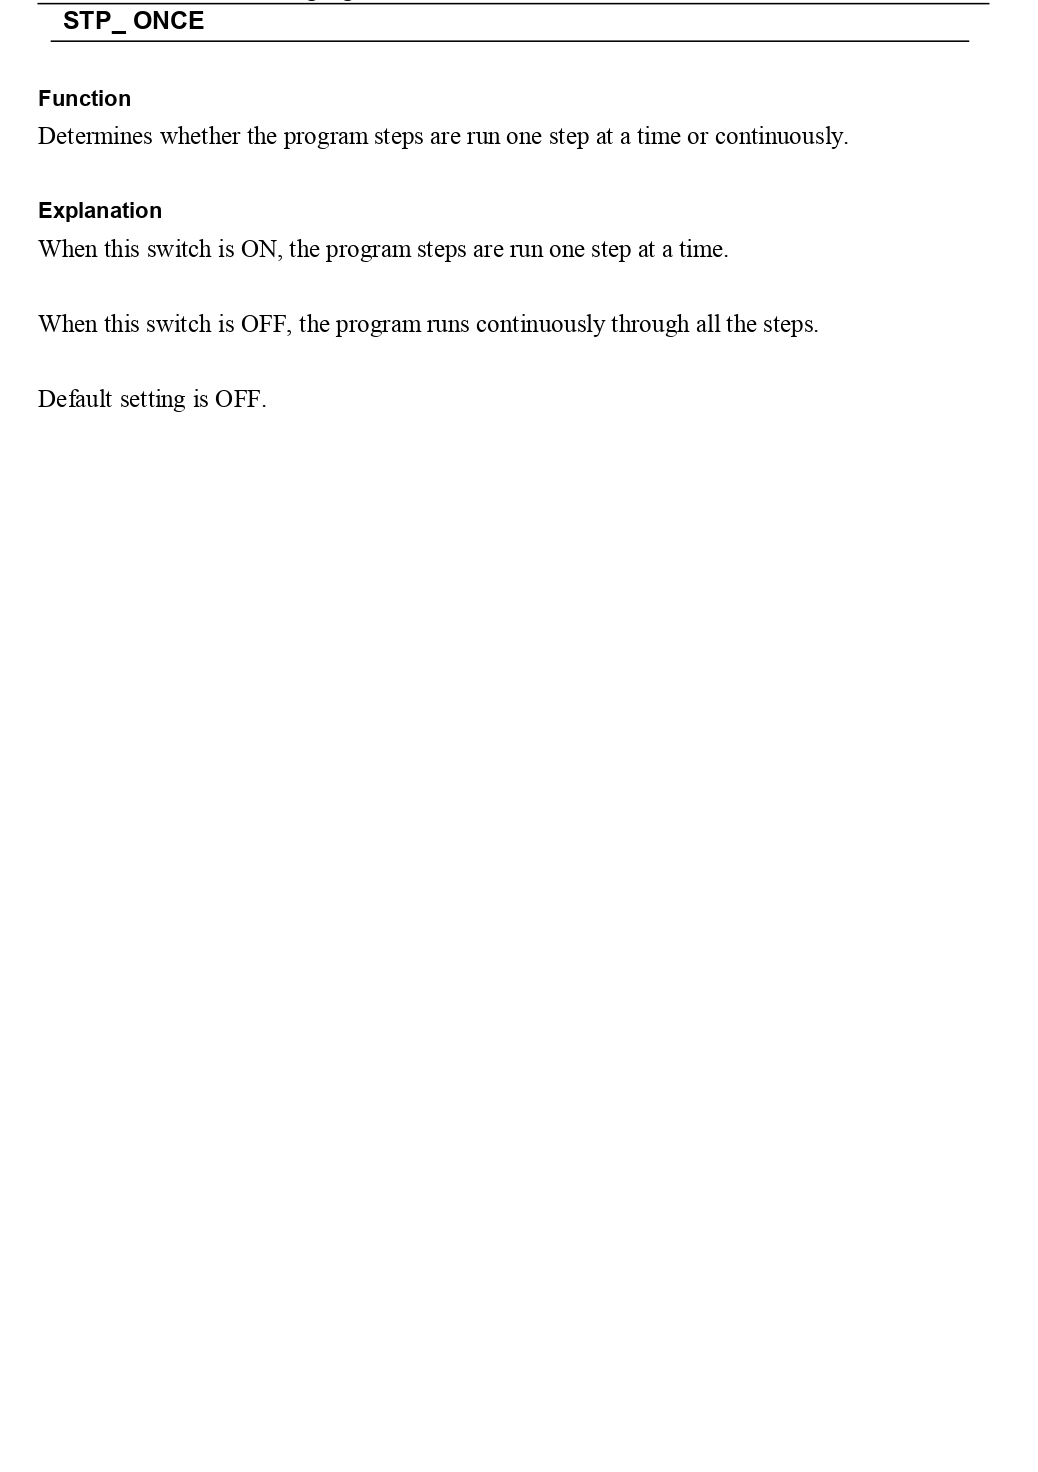 STP_ ONCE
Function
Determines whether the program steps are run one step at a time or continuously.
Explanation
When this switch is ON, the program steps are run one step at a time.
When this switch is OFF, the program runs continuously through all the steps.
Default setting is OFF.